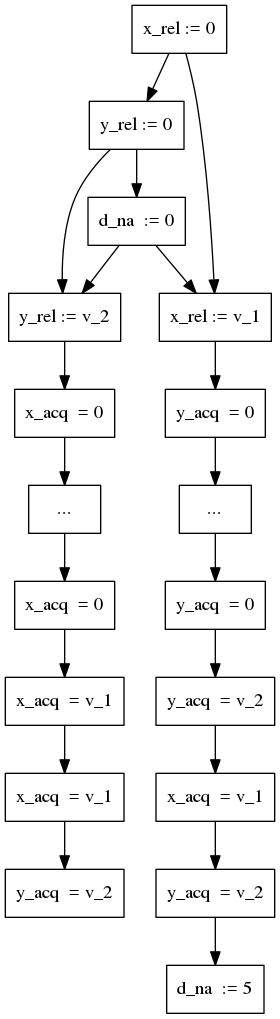 x_rel := 0
y_rel := 0
d_na := 0
y_rel := v_2
x_rel := v_1
x_acq = 0
y_acq = 0
...
...
x_acq = 0
y_acq = 0
x_acq = v_1
y_acq = v_2
x_acq = v_1
x_acq = v_1
y_acq = v_2
y_acq = v_2
d_na := 5